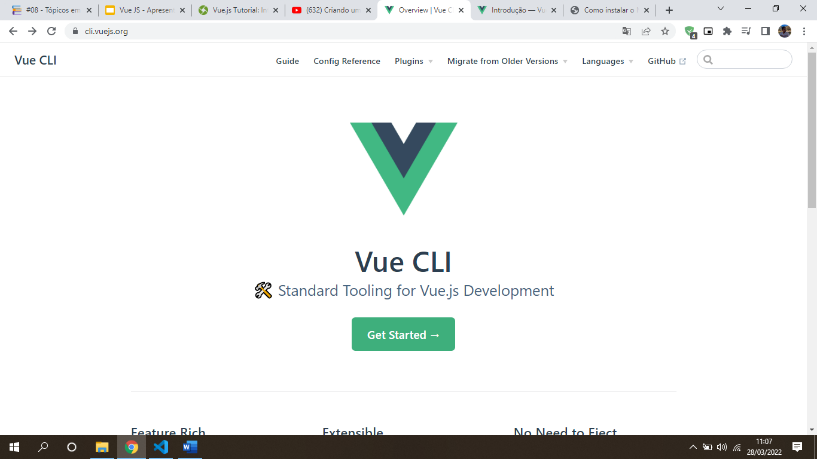 #08 - Tópicos em
Vue JS - Apresent
Vue.js Tutorial: In
(632) Criando um
Overview | Vue C
Introdução — Vu
Como instalar o
cli.vuejs.org
4
Vue CLI
Guide
Config Reference
Plugins
Migrate from Older Versions
Languages
GitHub
Vue CLI
🛠️ Standard Tooling for Vue.js Development
Get Started →
Feature Rich
Extensible
No Need to Eject
11:07
28/03/2022